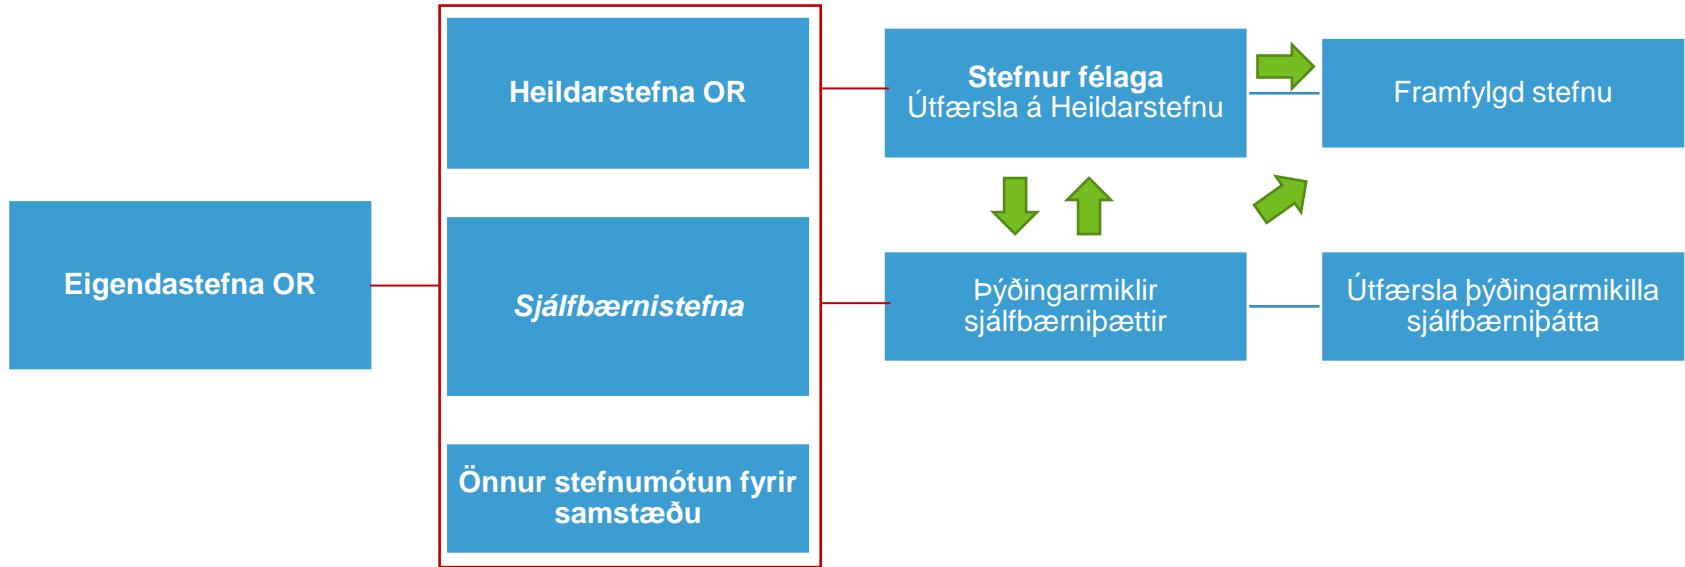 Eigendastefna OR
Heildarstefna OR
Sjálfbærnistefna
Önnur stefnumótun fyrir
samstæðu
Stefnur félaga
Útfærsla á Heildarstefnu
Framfylgd stefnu
Þýðingarmiklir
sjálfbærniþættir
Útfærsla þýðingarmikilla
sjálfbærniþátta